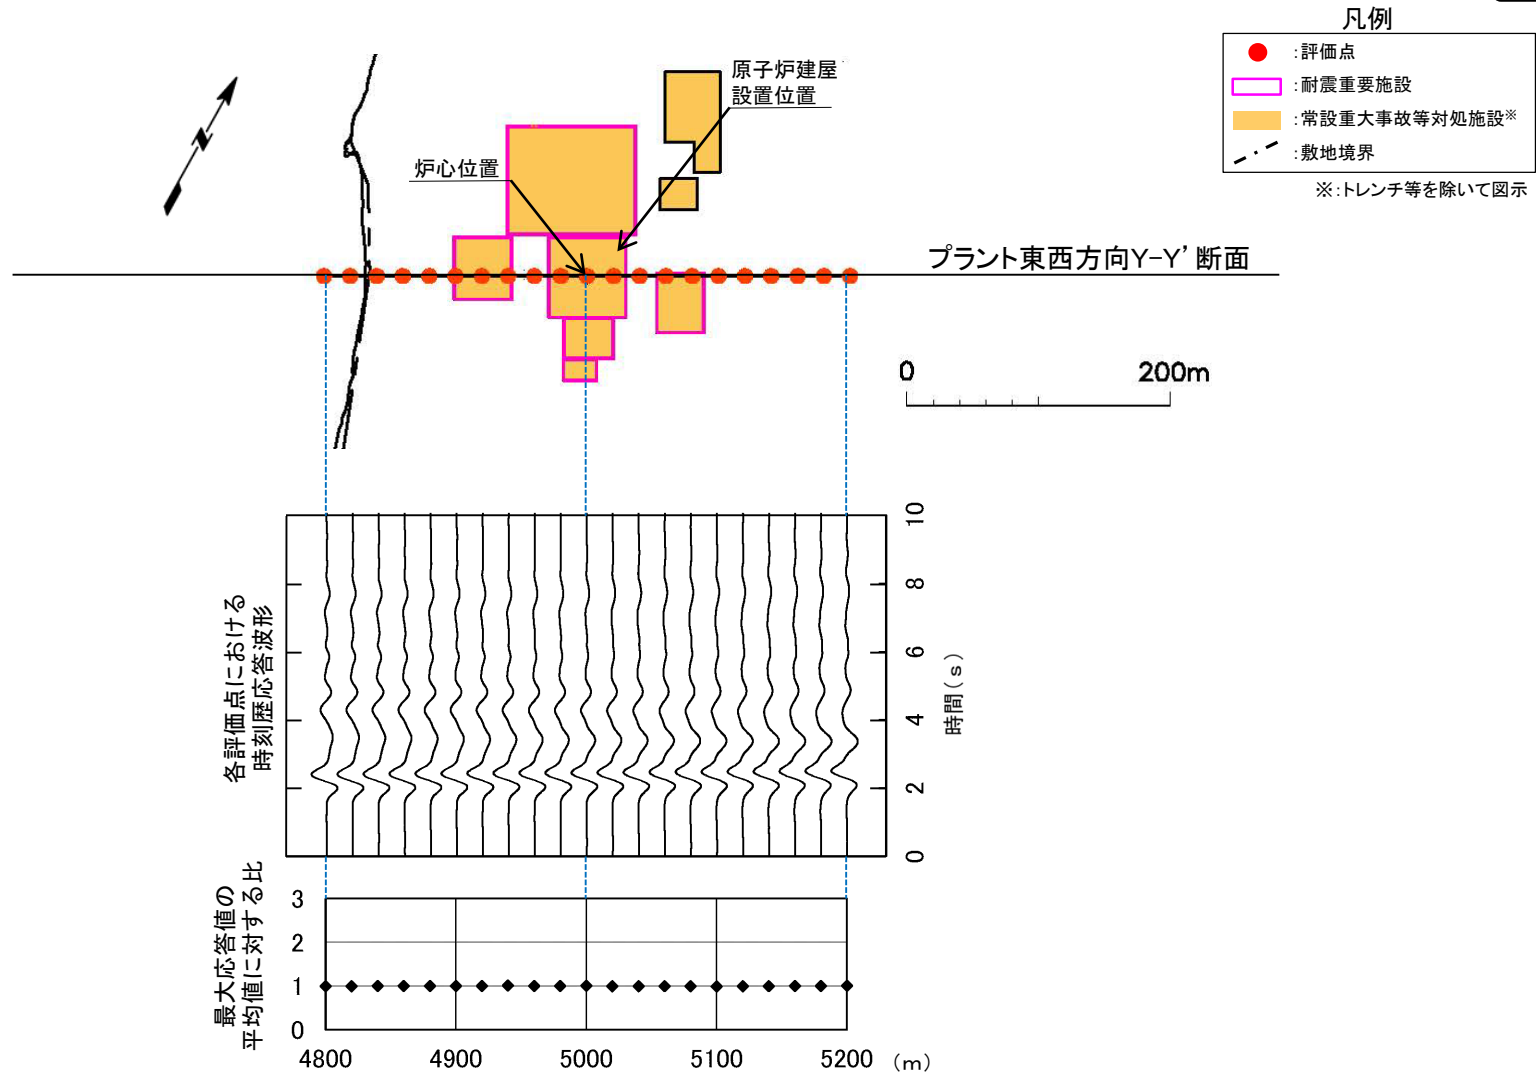 凡例
:評価点
:耐震重要施設
:常設重大事故等対処施設※
:敷地境界
※:トレンチ等を除いて図示
原子炉建屋
設置位置
炉心位置
プラント東西方向Y-Y’断面
0 200m
各評価点における
時刻歴応答波形
10
8
6
4
2
0
時間(s)
最大応答値の
平均値に対する比
3
2
1
0
4800 4900 5000 5100 5200 (m)